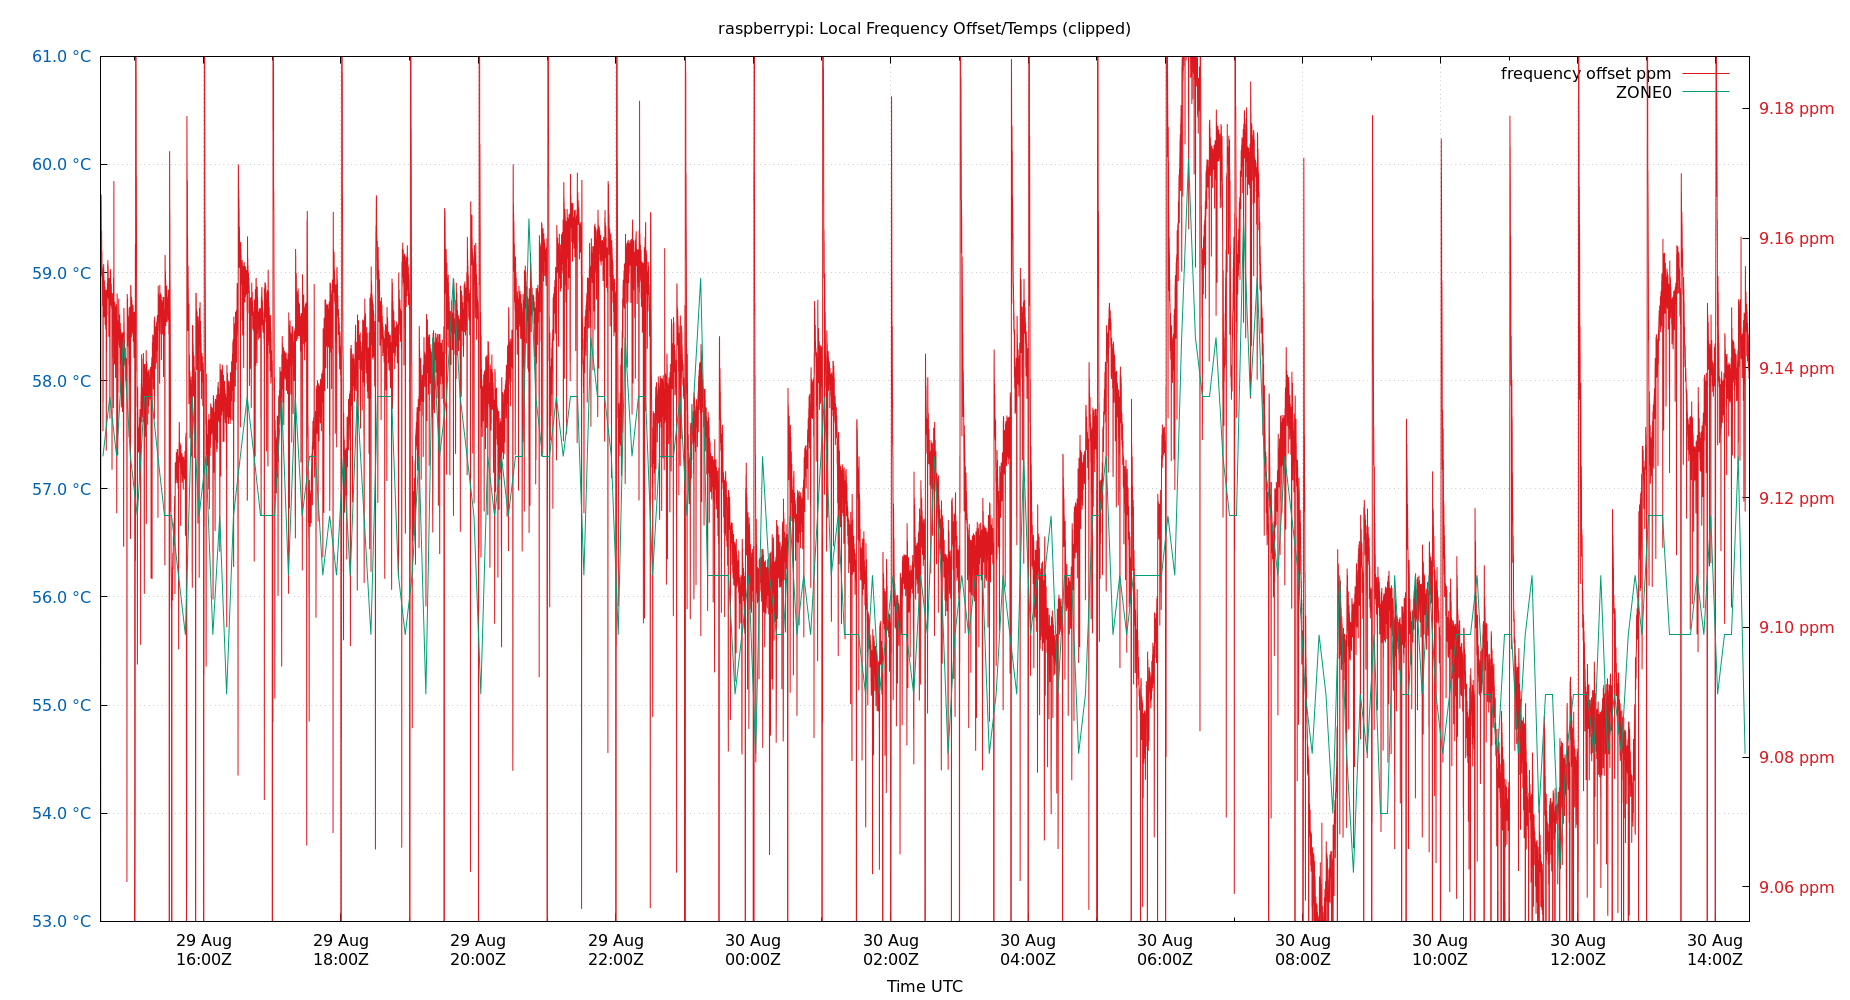 raspberrypi: Local Frequency Offset/Temps (clipped)
frequency offset ppm
ZONE0
61.0 °C
60.0 °C
59.0 °C
58.0 °C
57.0 °C
56.0 °C
55.0 °C
54.0 °C
53.0 °C
9.18 ppm
9.16 ppm
9.14 ppm
9.12 ppm
9.10 ppm
9.08 ppm
9.06 ppm
29 Aug 29 Aug 29 Aug 29 Aug 30 Aug 30 Aug 30 Aug 30 Aug 30 Aug 30 Aug 30 Aug 30 Aug
16:00Z 18:00Z 20:00Z 22:00Z 00:00Z 02:00Z 04:00Z 06:00Z 08:00Z 10:00Z 12:00Z 14:00Z
Time UTC